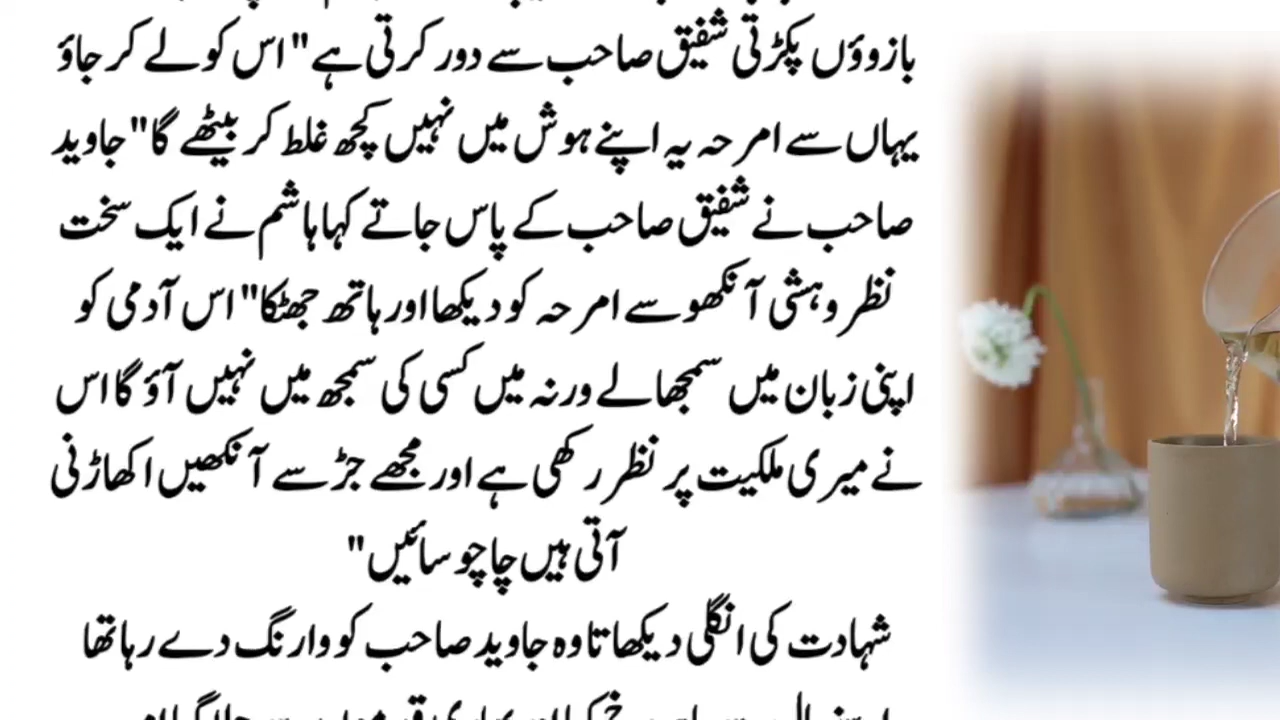 بازوؤں پکڑتی شفیق صاحب سے دور کرتی ہے" اس کو لے کر جاؤ
یہاں سے امرحہ یہ اپنے ہوش میں نہیں کچھ غلط کر بیٹھے گا" جاوید
صاحب نے شفیق صاحب کے پاس جاتے کہا ہاشم نے ایک سخت
نظر وہشی آنکھو سے امرحہ کو دیکھا اور ہاتھ جھٹکا" اس آدمی کو
اپنی زبان میں سمجھالے ورنہ میں کسی کی سمجھ میں نہیں آؤ گا اس
نے میری ملکیت پر نظر رکھی ہے اور مجھے جڑ سے آنکھیں اکھاڑنی
آتی ہیں چاچو سائیں"
شہادت کی انگلی دیکھاتا وہ جاوید صاحب کو وارنگ دے رہا تھا